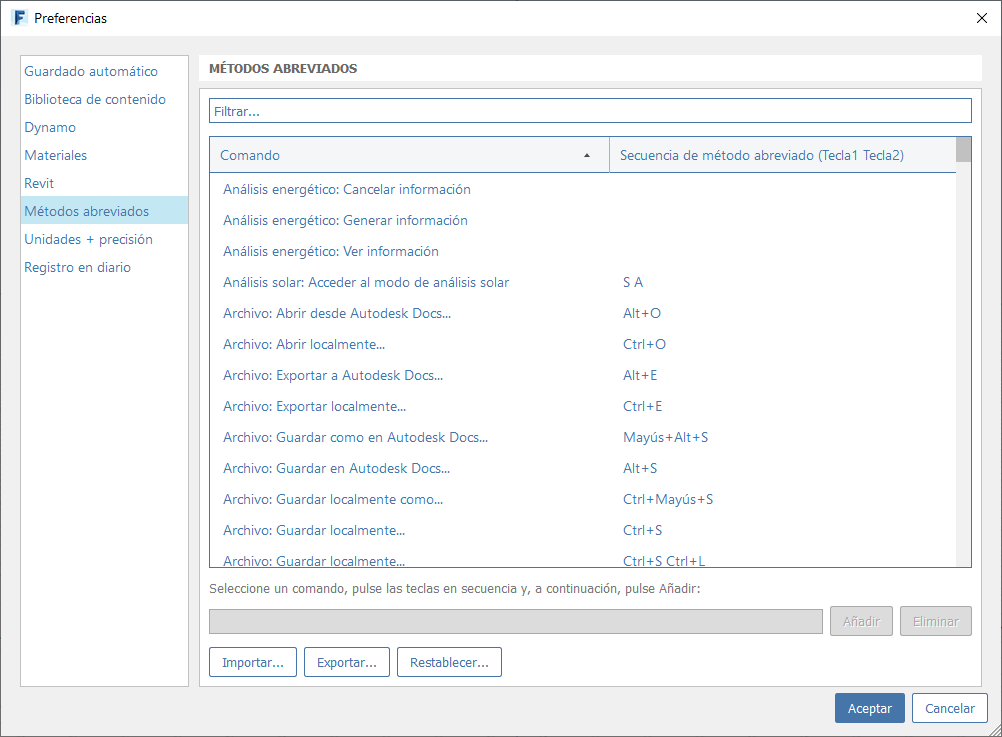 Preferencias
Guardado automático
Biblioteca de contenido
Dynamo
Materiales
Revit
Métodos abreviados
Unidades + precisión
Registro en diario
MÉTODOS ABREVIADOS
Filtrar...
Comando Secuencia de método abreviado (Tecla1 Tecla2)
Análisis energético: Cancelar información
Análisis energético: Generar información
Análisis energético: Ver información
Análisis solar: Acceder al modo de análisis solar S A
Archivo: Abrir desde Autodesk Docs... Alt+O
Archivo: Abrir localmente... Ctrl+O
Archivo: Exportar a Autodesk Docs... Alt+E
Archivo: Exportar localmente... Ctrl+E
Archivo: Guardar como en Autodesk Docs... Mayús+Alt+S
Archivo: Guardar en Autodesk Docs... Alt+S
Archivo: Guardar localmente como... Ctrl+Mayús+S
Archivo: Guardar localmente... Ctrl+S
Archivo: Guardar localmente... Ctrl+S Ctrl+L
Seleccione un comando, pulse las teclas en secuencia y, a continuación, pulse Añadir:
Añadir Eliminar
Importar... Exportar... Restablecer...
Aceptar Cancelar